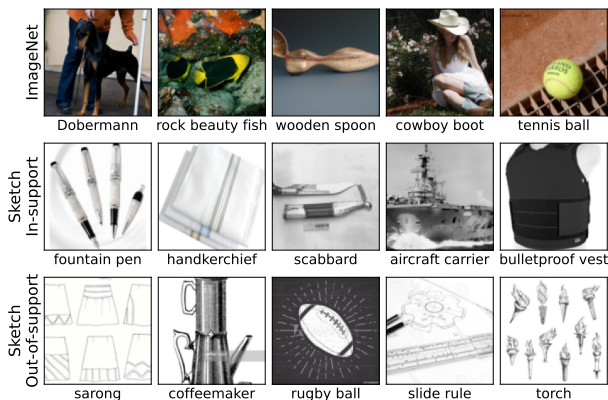 ImageNet
Dobermann
rock beauty fish
wooden spoon
cowboy boot
tennis ball
Sketch
In-support
fountain pen
handkerchief
scabbard
aircraft carrier
bulletproof vest
Sketch
Out-of-support
sarong
coffeemaker
rugby ball
slide rule
torch